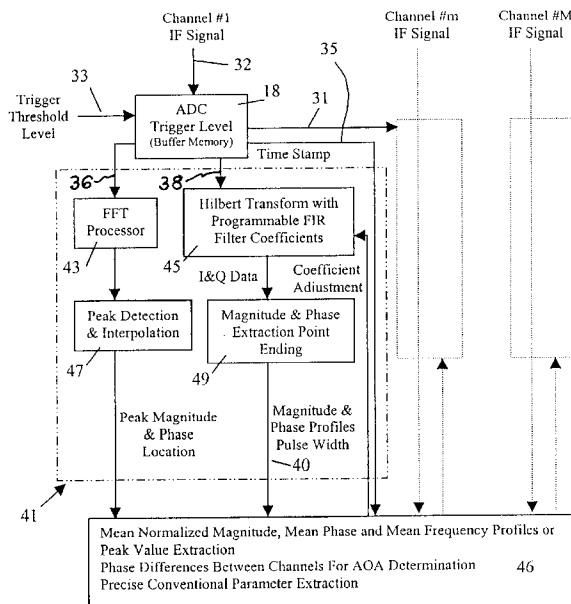 Channel #1
IF Signal
Channel #m
IF Signal
Channel #M
IF Signal
35
32
33
18
31
Trigger
Threshold
Level
ADC
Trigger Level
(Buffer Memory)
Time Stamp
36
38
FFT
Processor
43
Hilbert Transform with
Programmable FIR
Filter Coefficients
45
I&Q Data
Coefficient
Adjustment
Peak Detection
& Interpolation
47
Magnitude & Phase
Extraction Point
Ending
49
Peak Magnitude
& Phase
Location
Magnitude &
Phase Profiles
Pulse Width
40
41
Mean Normalized Magnitude, Mean Phase and Mean Frequency Profiles or
Peak Value Extraction
Phase Differences Between Channels For AOA Determination
46
Precise Conventional Parameter Extraction